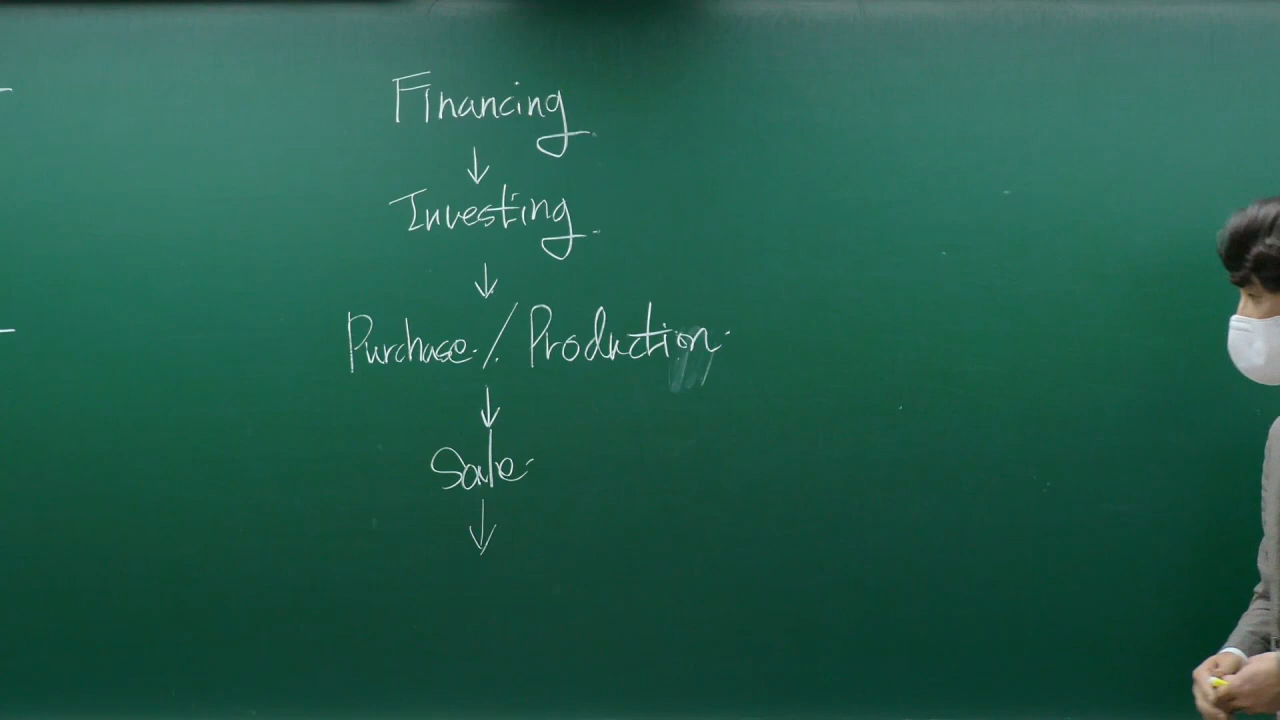 Financing
↓
Investing
↓
Purchase / Production
↓
Sale
↓